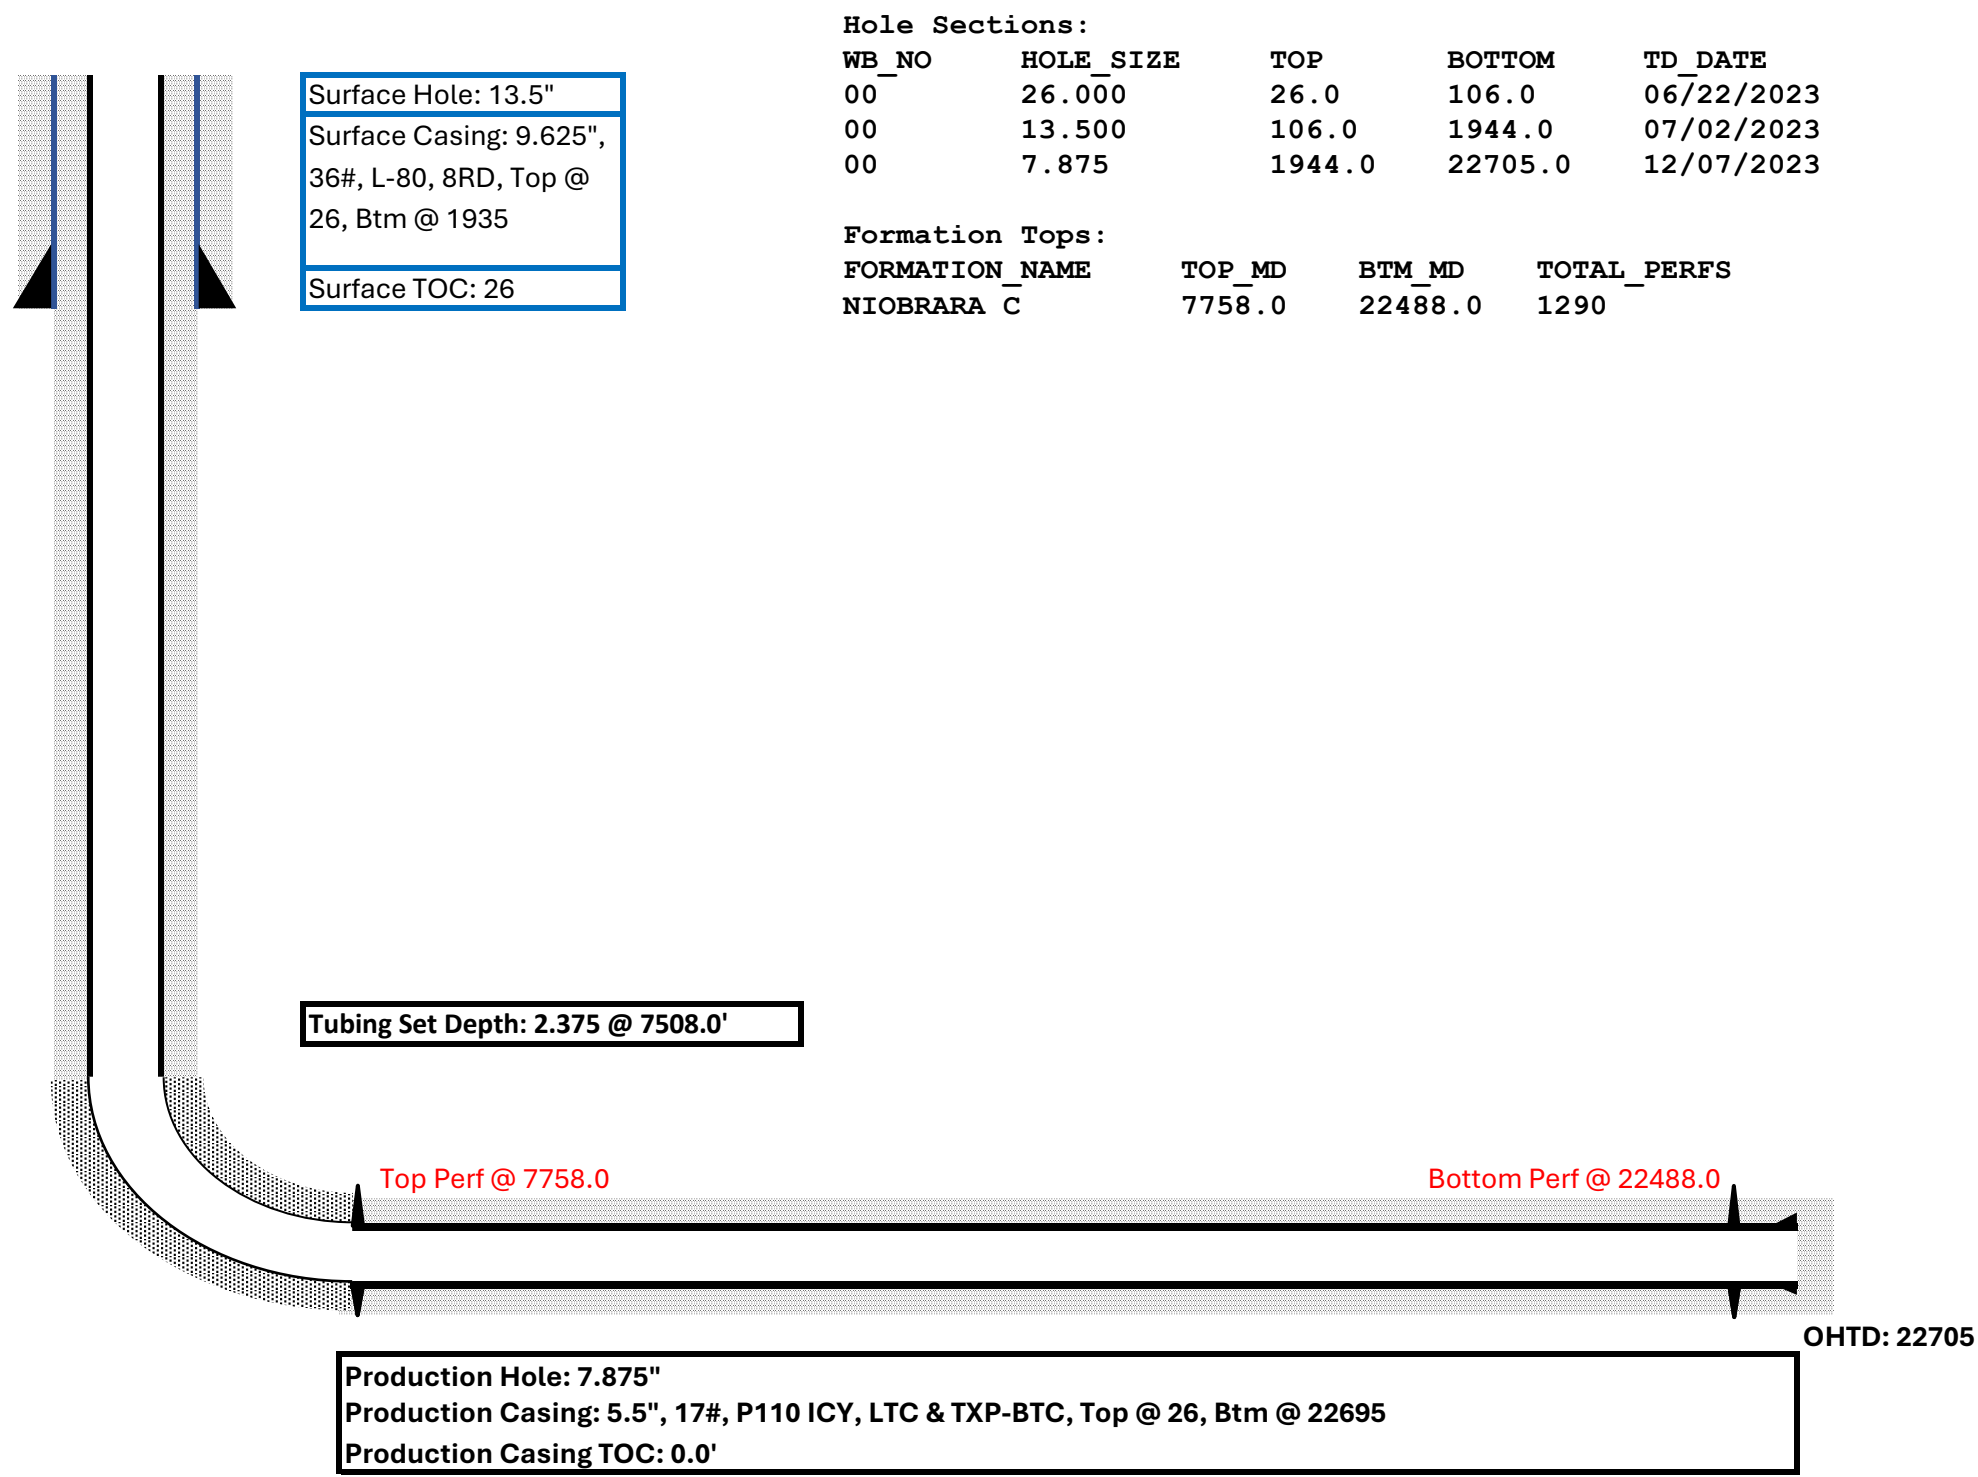 Hole Sections:
WB_NO HOLE_SIZE TOP BOTTOM TD_DATE
00 26.000 26.0 106.0 06/22/2023
00 13.500 106.0 1944.0 07/02/2023
00 7.875 1944.0 22705.0 12/07/2023
Formation Tops:
FORMATION_NAME TOP_MD BTM_MD TOTAL_PERFS
NIOBRARA C 7758.0 22488.0 1290
Surface Hole: 13.5"
Surface Casing: 9.625",
36#, L-80, 8RD, Top @
26, Btm @ 1935
Surface TOC: 26
Tubing Set Depth: 2.375 @ 7508.0'
Top Perf @ 7758.0
Bottom Perf @ 22488.0
OHTD: 22705
Production Hole: 7.875"
Production Casing: 5.5", 17#, P110 ICY, LTC & TXP-BTC, Top @ 26, Btm @ 22695
Production Casing TOC: 0.0'